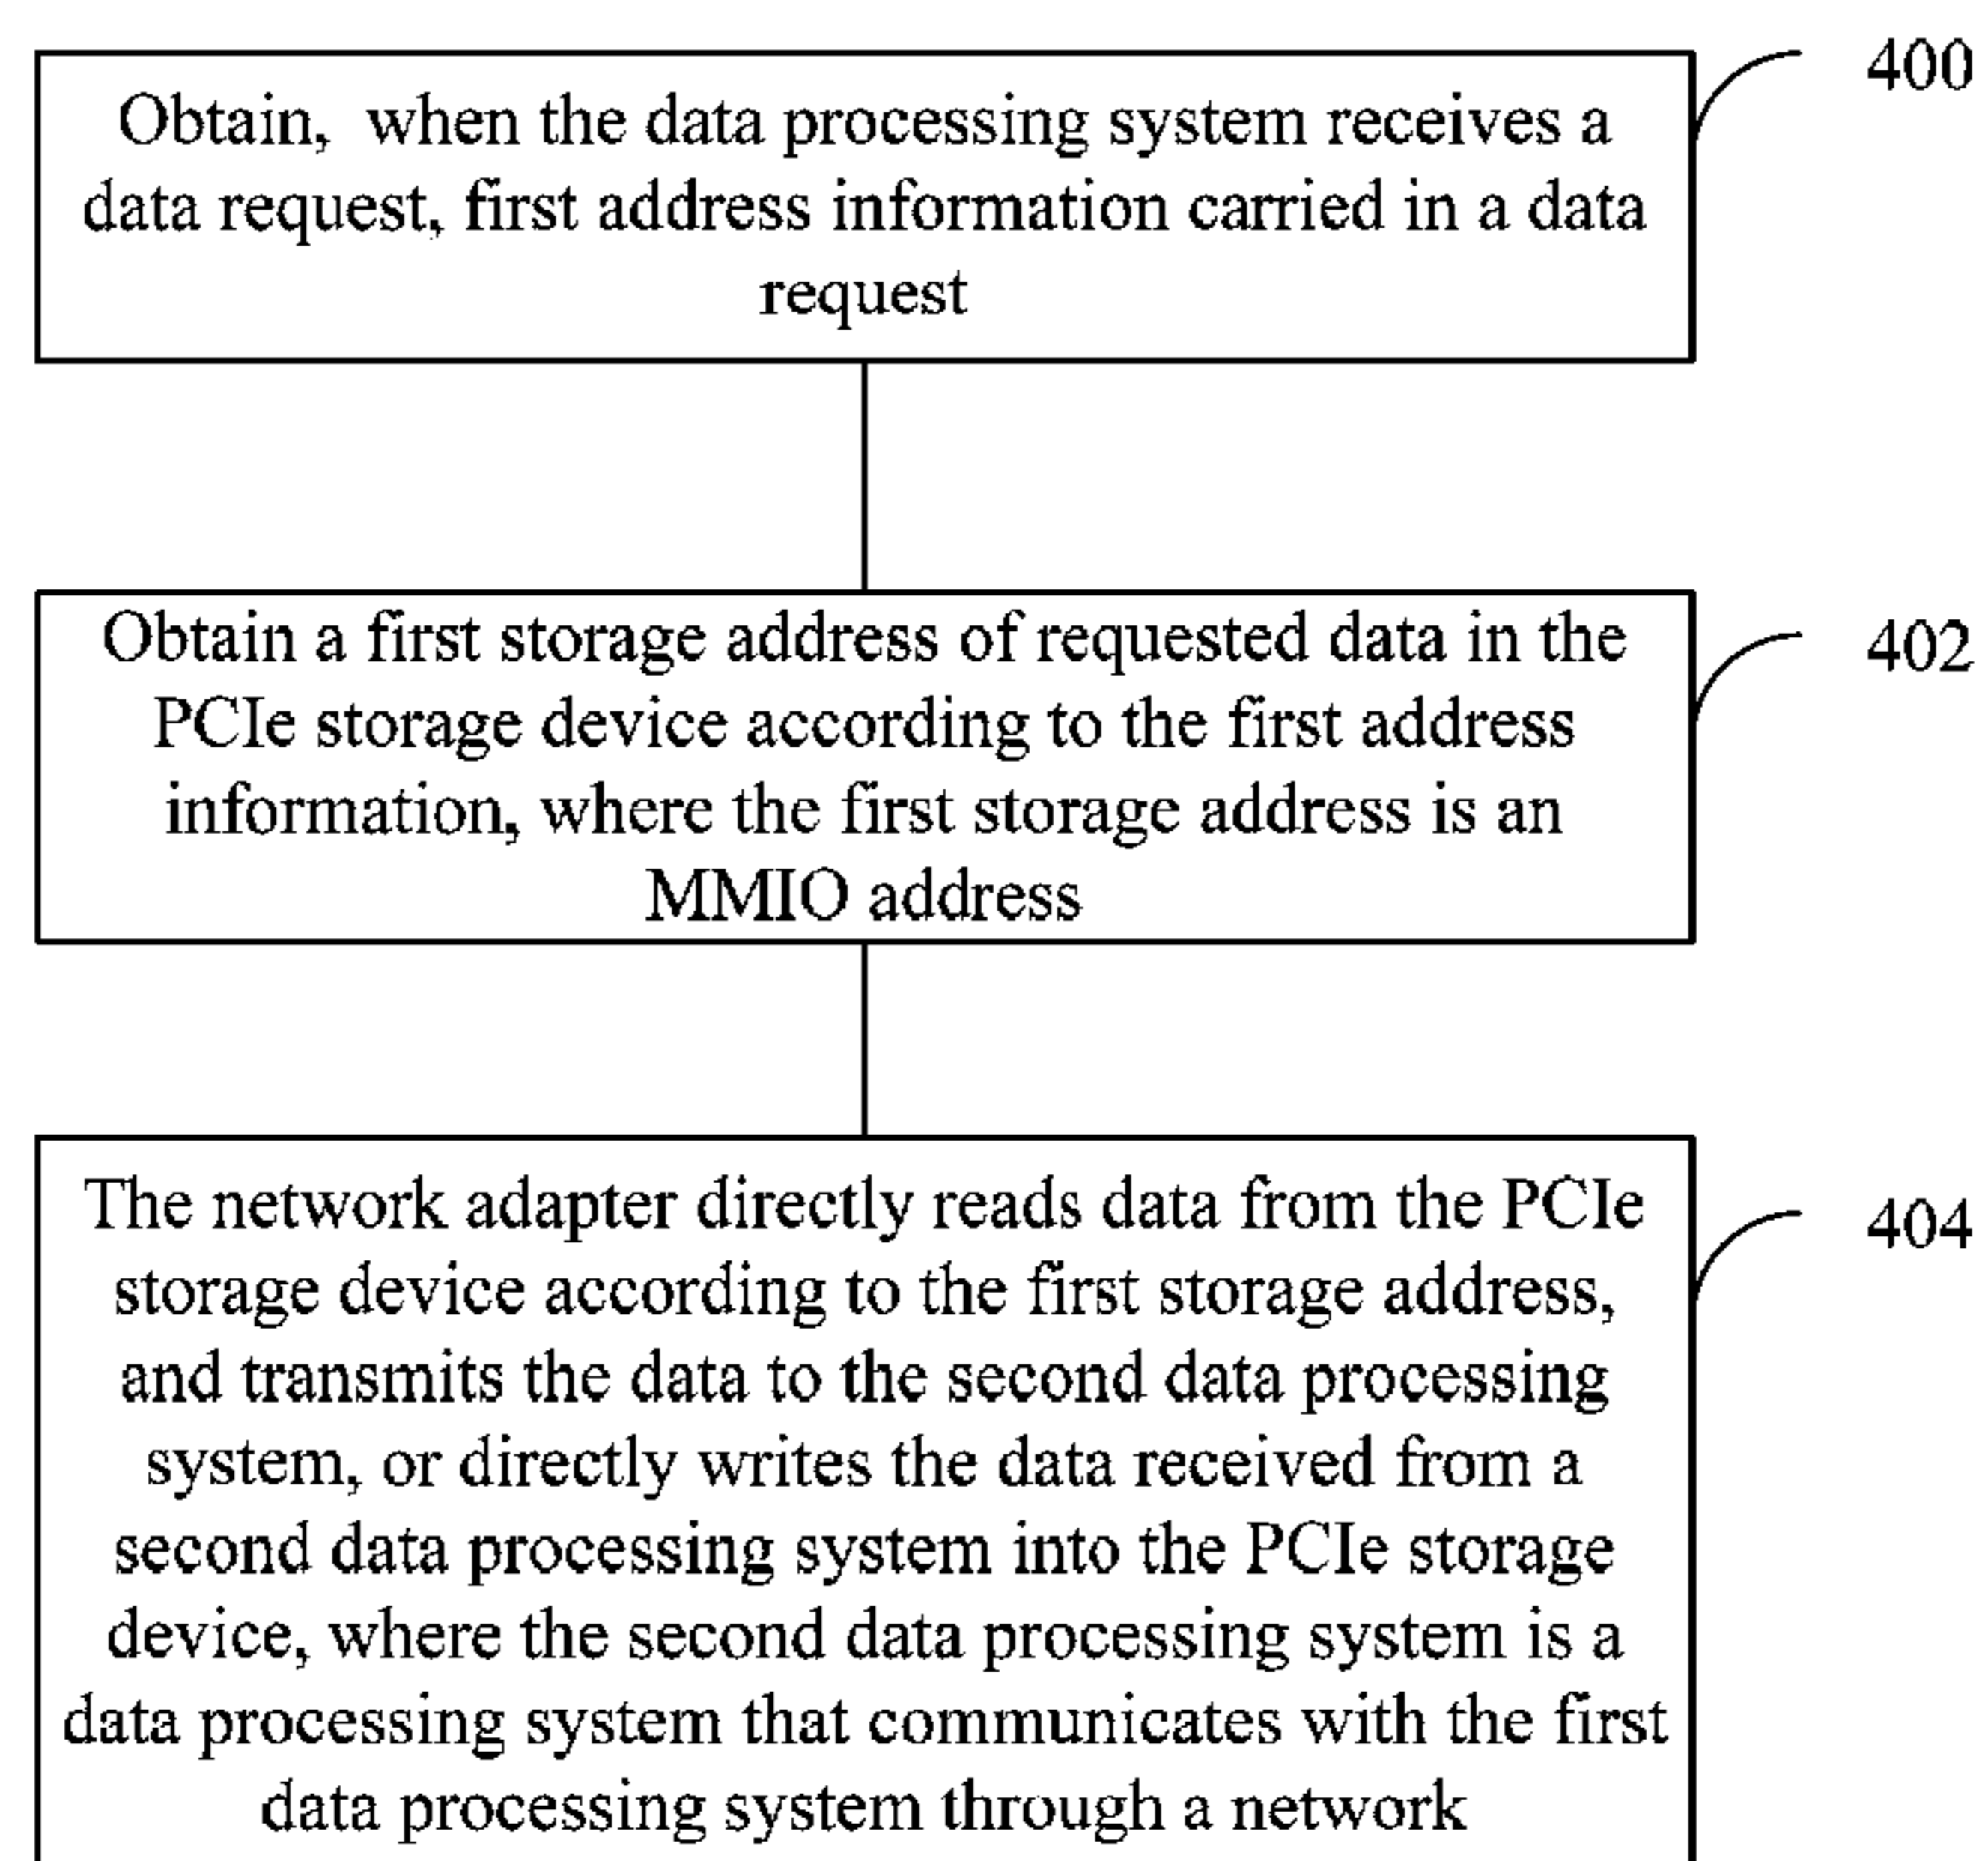 400
Obtain, when the data processing system receives a
data request, first address information carried in a data
request
402
Obtain a first storage address of requested data in the
PCIe storage device according to the first address
information, where the first storage address is an
MMIO address
404
The network adapter directly reads data from the PCIe
storage device according to the first storage address,
and transmits the data to the second data processing
system, or directly writes the data received from a
second data processing system into the PCIe storage
device, where the second data processing system is a
data processing system that communicates with the first
data processing system through a network